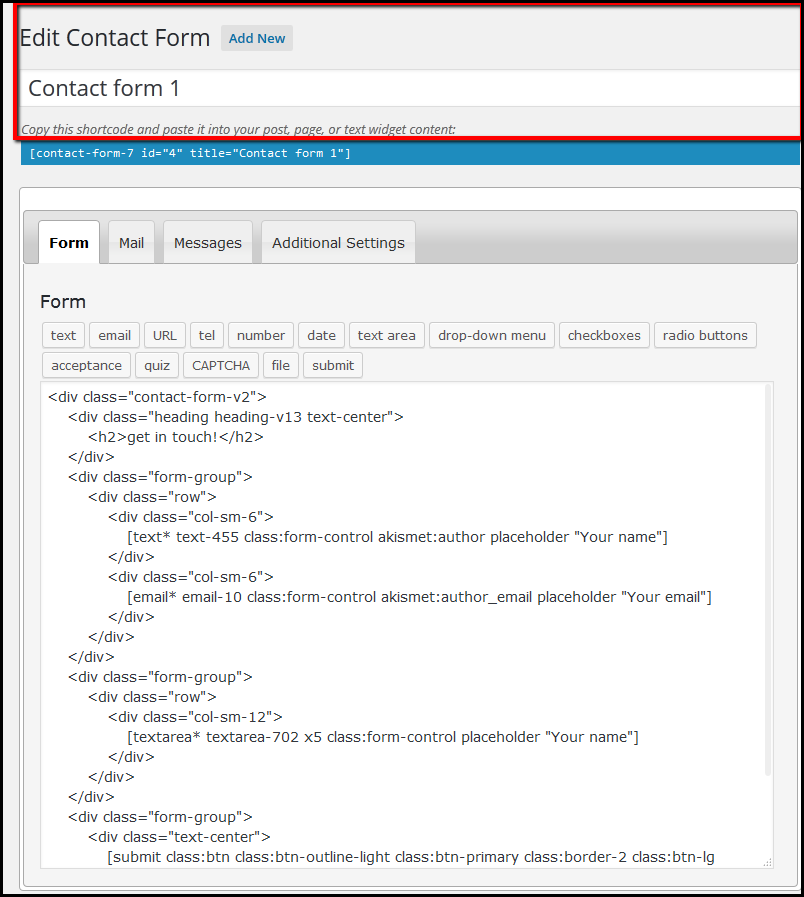 Edit Contact Form Add New
Contact form 1
Copy this shortcode and paste it into your post, page, or text widget content:
[contact-form-7 id="4" title="Contact form 1"]
Form Mail Messages Additional Settings
Form
text email URL tel number date text area drop-down menu checkboxes radio buttons
acceptance quiz CAPTCHA file submit
<div class="contact-form-v2">
<div class="heading heading-v13 text-center">
<h2>get in touch!</h2>
</div>
<div class="form-group">
<div class="row">
<div class="col-sm-6">
[text* text-455 class:form-control akismet:author placeholder "Your name"]
</div>
<div class="col-sm-6">
[email* email-10 class:form-control akismet:author_email placeholder "Your email"]
</div>
</div>
</div>
<div class="form-group">
<div class="row">
<div class="col-sm-12">
[textarea* textarea-702 x5 class:form-control placeholder "Your name"]
</div>
</div>
</div>
<div class="form-group">
<div class="text-center">
[submit class:btn class:btn-outline-light class:btn-primary class:border-2 class:btn-lg